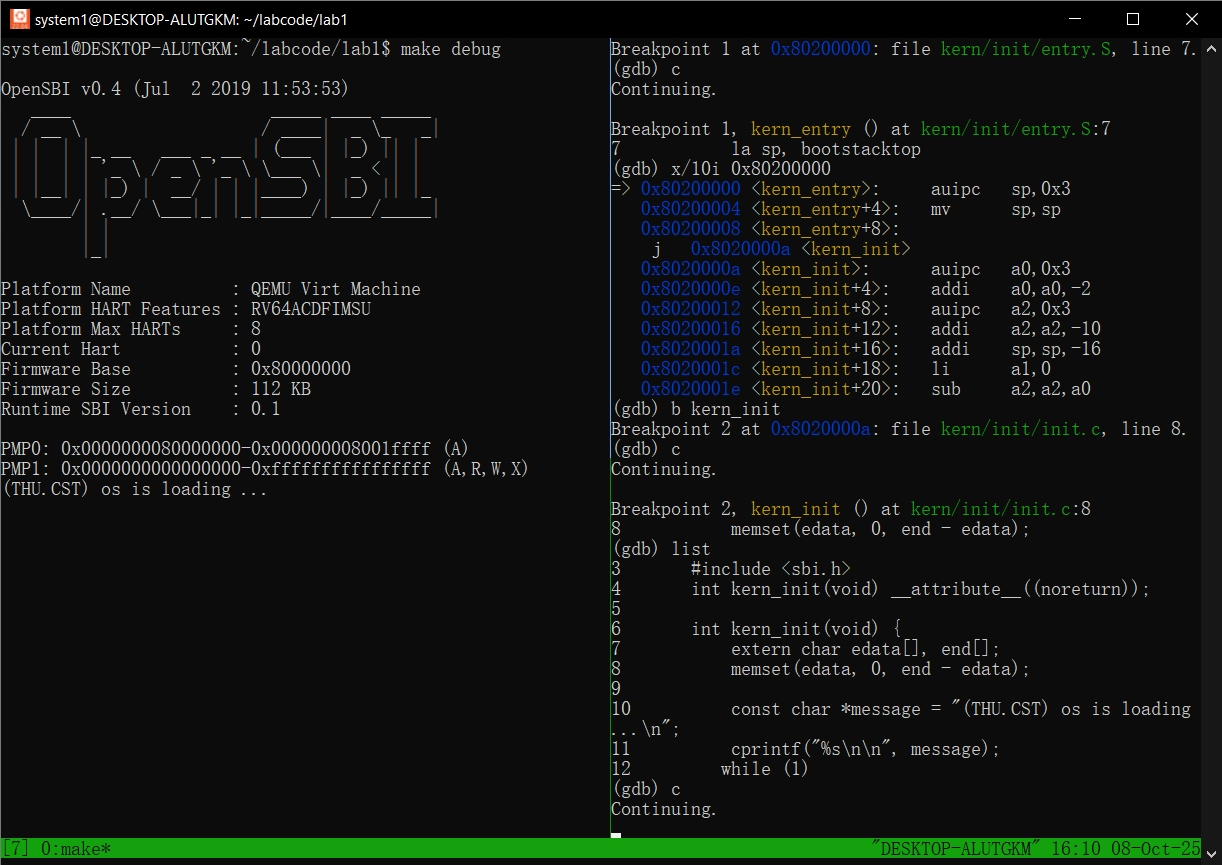 system1@DESKTOP-ALUTGKM: ~/labcode/lab1
system1@DESKTOP-ALUTGKM:~/labcode/lab1$ make debug
OpenSBI v0.4 (Jul  2 2019 11:53:53)
OpenSBI
Platform Name          : QEMU Virt Machine
Platform HART Features : RV64ACDFIMSU
Platform Max HARTs     : 8
Current Hart           : 0
Firmware Base          : 0x80000000
Firmware Size          : 112 KB
Runtime SBI Version    : 0.1
PMP0: 0x0000000080000000-0x000000008001ffff (A)
PMP1: 0x0000000000000000-0xffffffffffffffff (A,R,W,X)
(THU.CST) os is loading ...
Breakpoint 1 at 0x80200000: file kern/init/entry.S, line 7.
(gdb) c
Continuing.
Breakpoint 1, kern_entry () at kern/init/entry.S:7
7           la sp, bootstacktop
(gdb) x/10i 0x80200000
=> 0x80200000 <kern_entry>:     auipc   sp,0x3
   0x80200004 <kern_entry+4>:   mv      sp,sp
   0x80200008 <kern_entry+8>:
    j   0x8020000a <kern_init>
   0x8020000a <kern_init>:      auipc   a0,0x3
   0x8020000e <kern_init+4>:    addi    a0,a0,-2
   0x80200012 <kern_init+8>:    auipc   a2,0x3
   0x80200016 <kern_init+12>:   addi    a2,a2,-10
   0x8020001a <kern_init+16>:   addi    sp,sp,-16
   0x8020001c <kern_init+18>:   li      a1,0
   0x8020001e <kern_init+20>:   sub     a2,a2,a0
(gdb) b kern_init
Breakpoint 2 at 0x8020000a: file kern/init/init.c, line 8.
(gdb) c
Continuing.
Breakpoint 2, kern_init () at kern/init/init.c:8
8           memset(edata, 0, end - edata);
(gdb) list
3       #include <sbi.h>
4       int kern_init(void) __attribute__((noreturn));
5
6       int kern_init(void) {
7           extern char edata[], end[];
8           memset(edata, 0, end - edata);
9
10          const char *message = "(THU.CST) os is loading
...\n";
11          cprintf("%s\n\n", message);
12         while (1)
(gdb) c
Continuing.
[7] 0:make*
"DESKTOP-ALUTGKM" 16:10 08-Oct-25